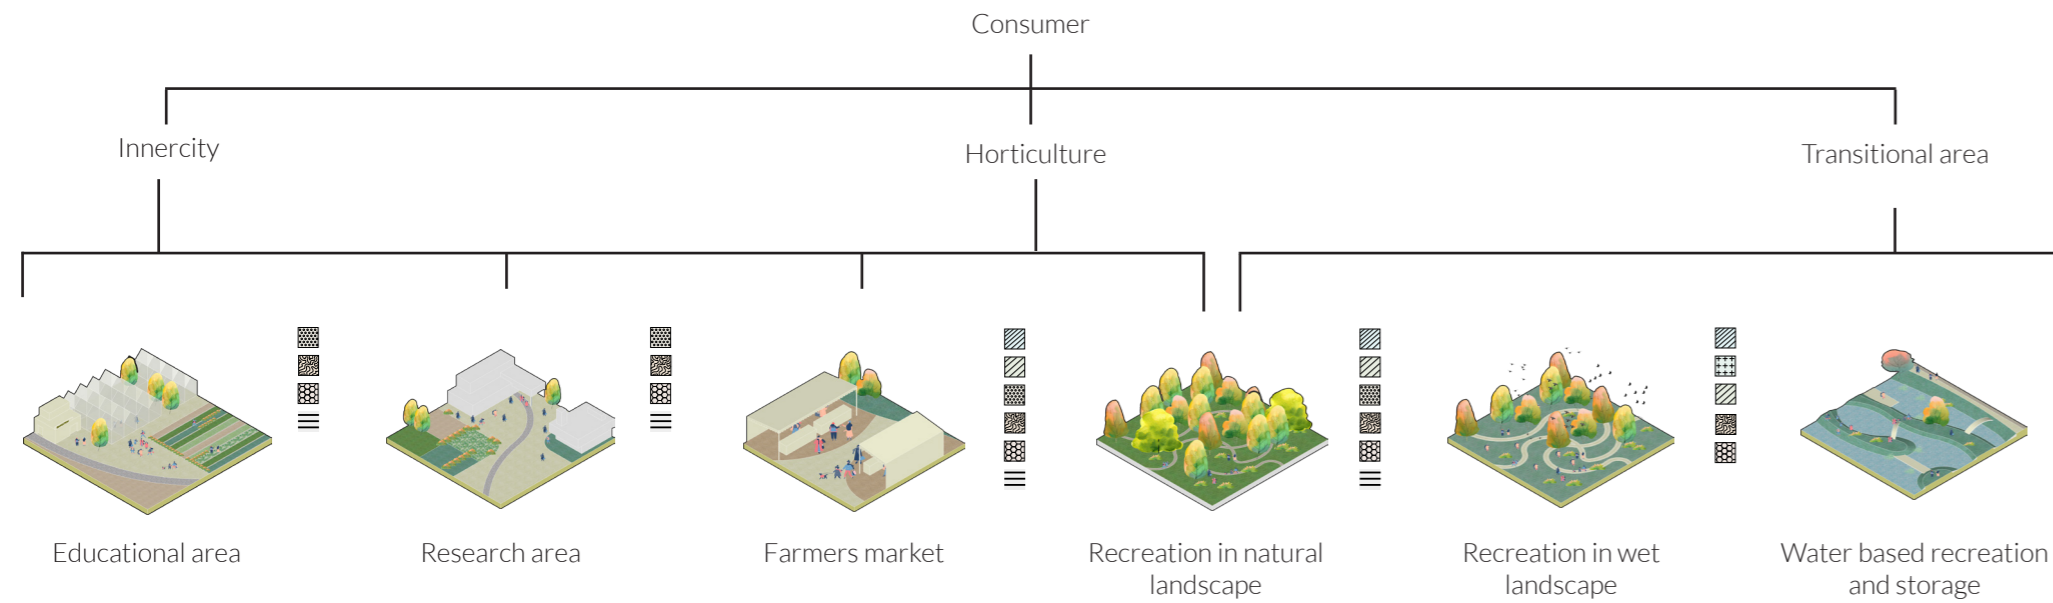 Consumer
Innercity
Horticulture
Transitional area
Educational area
Research area
Farmers market
Recreation in natural
landscape
Recreation in wet
landscape
Water based recreation
and storage